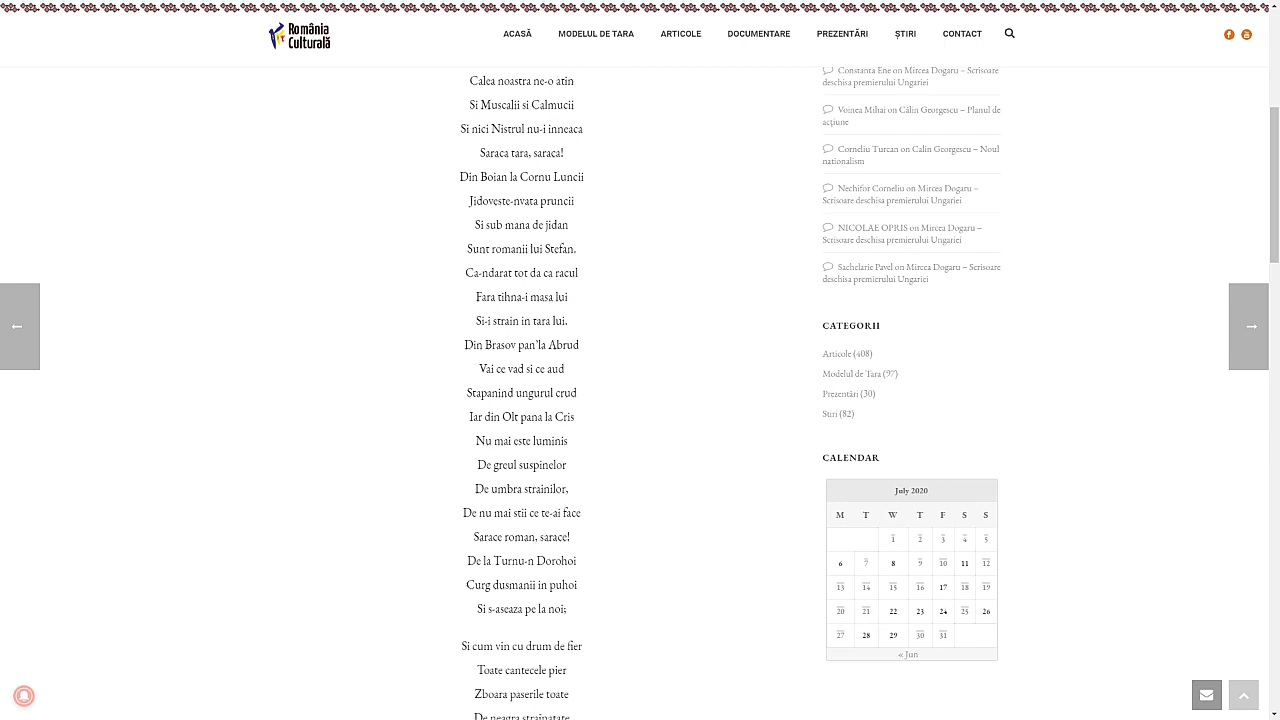 România
Culturală
ACASĂ
MODELUL DE TARA
ARTICOLE
DOCUMENTARE
PREZENTĂRI
ȘTIRI
CONTACT
Calea noastra ne-o atin
Si Muscalii si Calmucii
Si nici Nistrul nu-i inneaca
Saraca tara, saraca!
Din Boian la Cornu Luncii
Jidoveste-nvata pruncii
Si sub mana de jidan
Sunt romanii lui Stefan.
Ca-ndarat tot da ca racul
Fara tihna-i masa lui
Si-i strain in tara lui.
Din Brasov pan'la Abrud
Vai ce vad si ce aud
Stapanind ungurul crud
Iar din Olt pana la Cris
Nu mai este luminis
De greul suspinelor
De umbra strainilor,
De nu mai stii ce te-ai face
Sarace roman, sarace!
De la Turnu-n Dorohoi
Curg dusmanii in puhoi
Si s-aseaza pe la noi;
Si cum vin cu drum de fier
Toate cantecele pier
Zboara paserile toate
De neagra strainatate
Constanta Ene on Mircea Dogaru – Scrisoare
deschisa premierului Ungariei
Voinea Mihai on Călin Georgescu – Planul de
acțiune
Corneliu Turcan on Calin Georgescu – Noul
nationalism
Nechifor Corneliu on Mircea Dogaru –
Scrisoare deschisa premierului Ungariei
NICOLAE OPRIS on Mircea Dogaru –
Scrisoare deschisa premierului Ungariei
Sachelarie Pavel on Mircea Dogaru – Scrisoare
deschisa premierului Ungariei
CATEGORII
Articole (408)
Modelul de Tara (97)
Prezentări (30)
Stiri (82)
CALENDAR
July 2020
M T W T F S S
1 2 3 4 5
6 7 8 9 10 11 12
13 14 15 16 17 18 19
20 21 22 23 24 25 26
27 28 29 30 31
« Jun